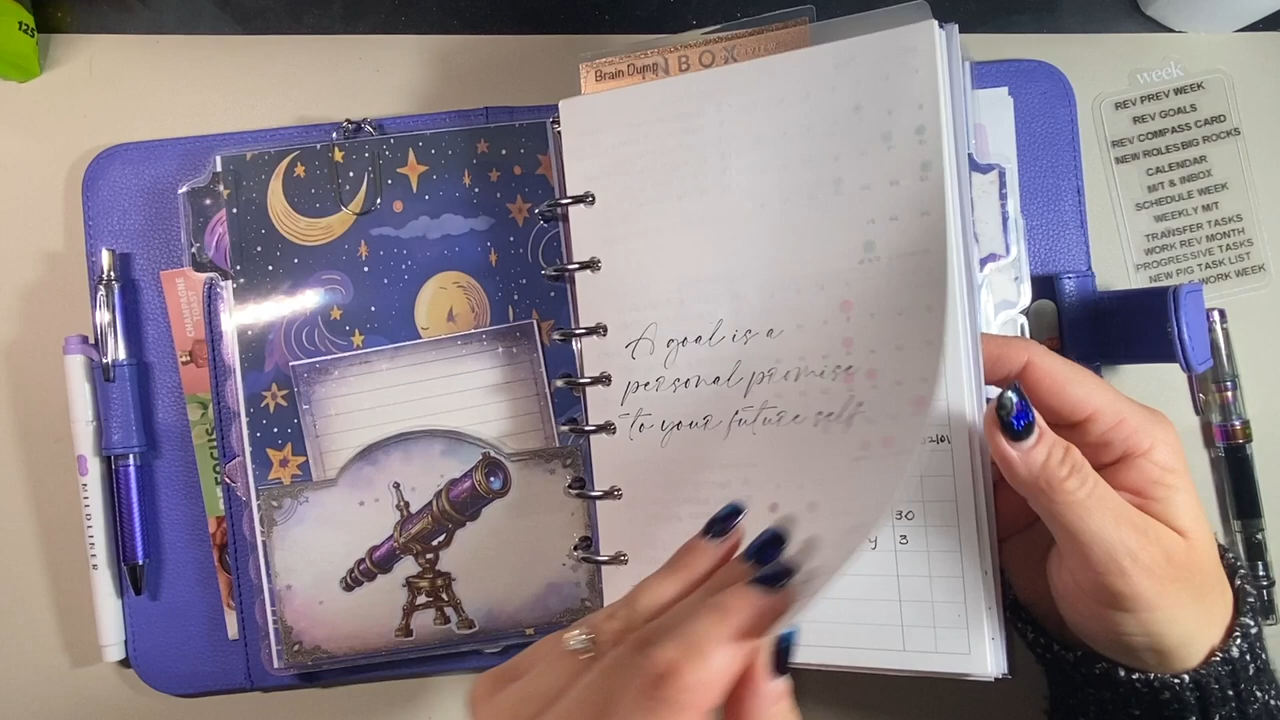 125
Brain Dump
INBOX
A goal is a
personal promise
to your future self
CHAMPAGNE
TOAST
MIDLINER
30
y 3
week
REV PREV WEEK
REV GOALS
REV COMPASS CARD
NEW ROLES BIG ROCKS
CALENDAR
M/T & INBOX
SCHEDULE WEEK
WEEKLY M/T
TRANSFER TASKS
WORK REV MONTH
PROGRESSIVE TASKS
NEW P/G TASK LIST
WORK WEEK